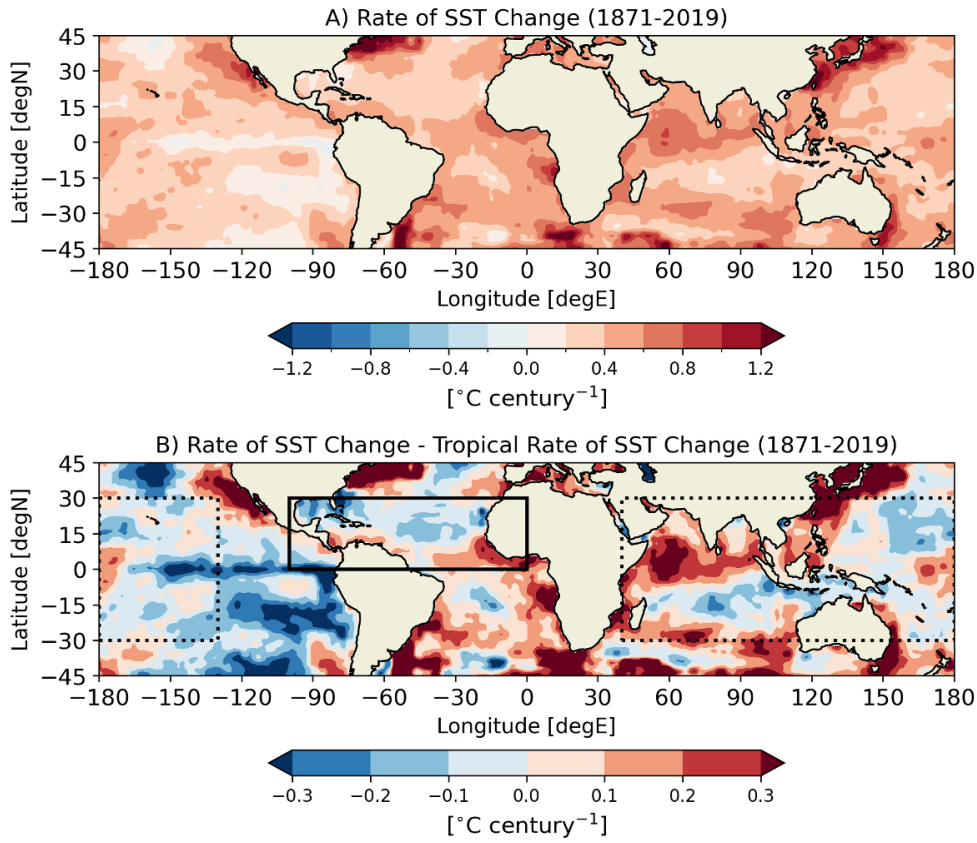 A) Rate of SST Change (1871-2019)
45
30
15
0
−15
−30
−45
Latitude [degN]
−180 −150 −120 −90 −60 −30 0 30 60 90 120 150 180
Longitude [degE]
−1.2 −0.8 −0.4 0.0 0.4 0.8 1.2
[°C century⁻¹]
B) Rate of SST Change - Tropical Rate of SST Change (1871-2019)
45
30
15
0
−15
−30
−45
Latitude [degN]
−180 −150 −120 −90 −60 −30 0 30 60 90 120 150 180
Longitude [degE]
−0.3 −0.2 −0.1 0.0 0.1 0.2 0.3
[°C century⁻¹]